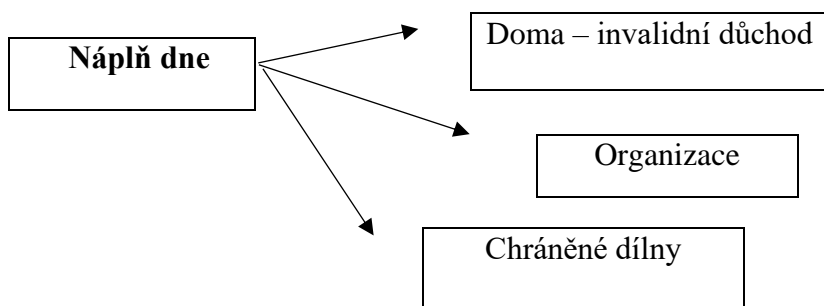 Náplň dne
Doma – invalidní důchod
Organizace
Chráněné dílny